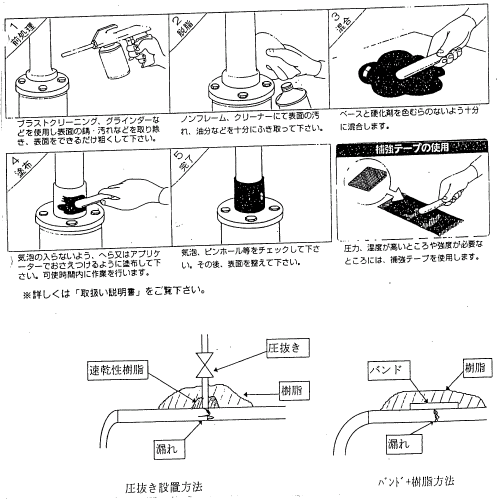 1
前処理
2
脱脂
3
混合
ブラストクリーニング、グラインダーな
どを使用し表面の錆・汚れなどを取り除
き、表面をできるだけ粗くして下さい。
ノンフレーム、クリーナーにて表面の汚
れ、油分などを十分にふき取って下さい。
ベースと硬化剤を色むらのないよう十分
に混合します。
4
塗布
5
完了
補強テープの使用
気泡の入らないよう、へら又はアプリケ
ーターでおさえつけるように塗布して下
さい。可使時間内に作業を行います。
気泡、ピンホール等をチェックして下さ
い。その後、表面を整えて下さい。
圧力、温度が高いところや強度が必要な
ところには、補強テープを使用します。
※詳しくは「取扱い説明書」をご覧下さい。
圧抜き
速乾性樹脂
樹脂
漏れ
圧抜き設置方法
バンド
樹脂
漏れ
バンド+樹脂方法